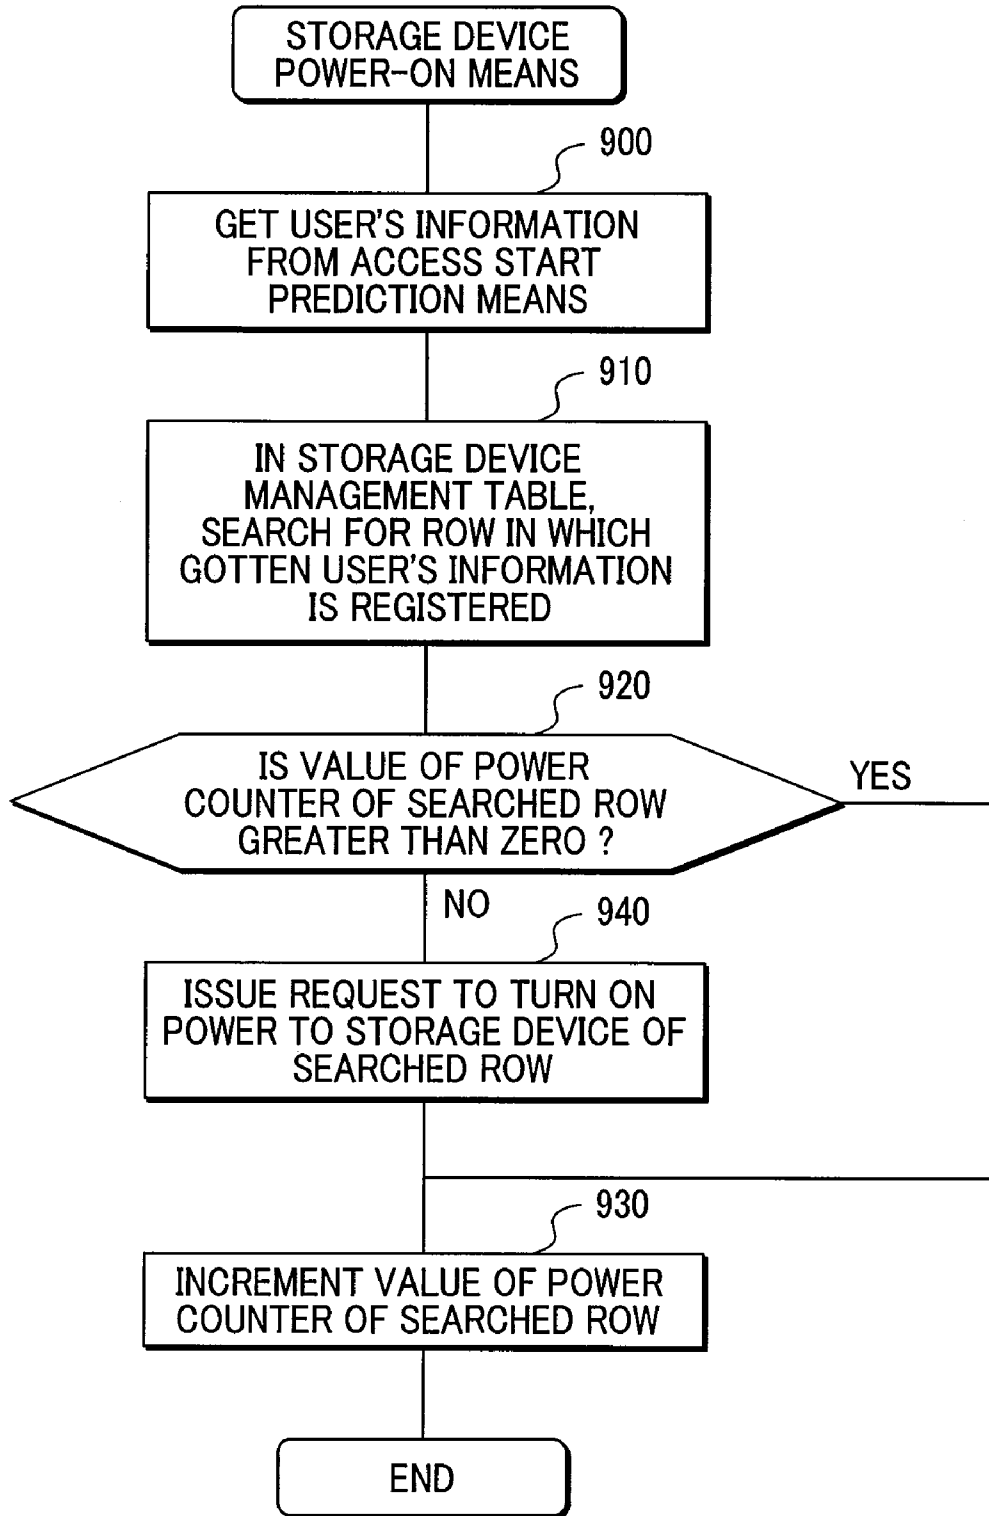 STORAGE DEVICE
POWER-ON MEANS
900
GET USER'S INFORMATION
FROM ACCESS START
PREDICTION MEANS
910
IN STORAGE DEVICE
MANAGEMENT TABLE,
SEARCH FOR ROW IN WHICH
GOTTEN USER'S INFORMATION
IS REGISTERED
920
IS VALUE OF POWER
COUNTER OF SEARCHED ROW
GREATER THAN ZERO ?
YES
NO
940
ISSUE REQUEST TO TURN ON
POWER TO STORAGE DEVICE OF
SEARCHED ROW
930
INCREMENT VALUE OF POWER
COUNTER OF SEARCHED ROW
END